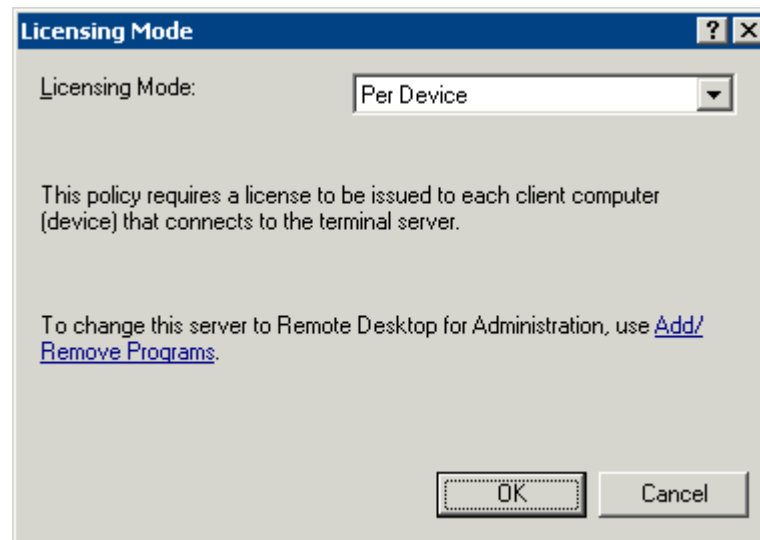 Licensing Mode
Licensing Mode:
Per Device
This policy requires a license to be issued to each client computer
(device) that connects to the terminal server.
To change this server to Remote Desktop for Administration, use Add/
Remove Programs.
OK
Cancel